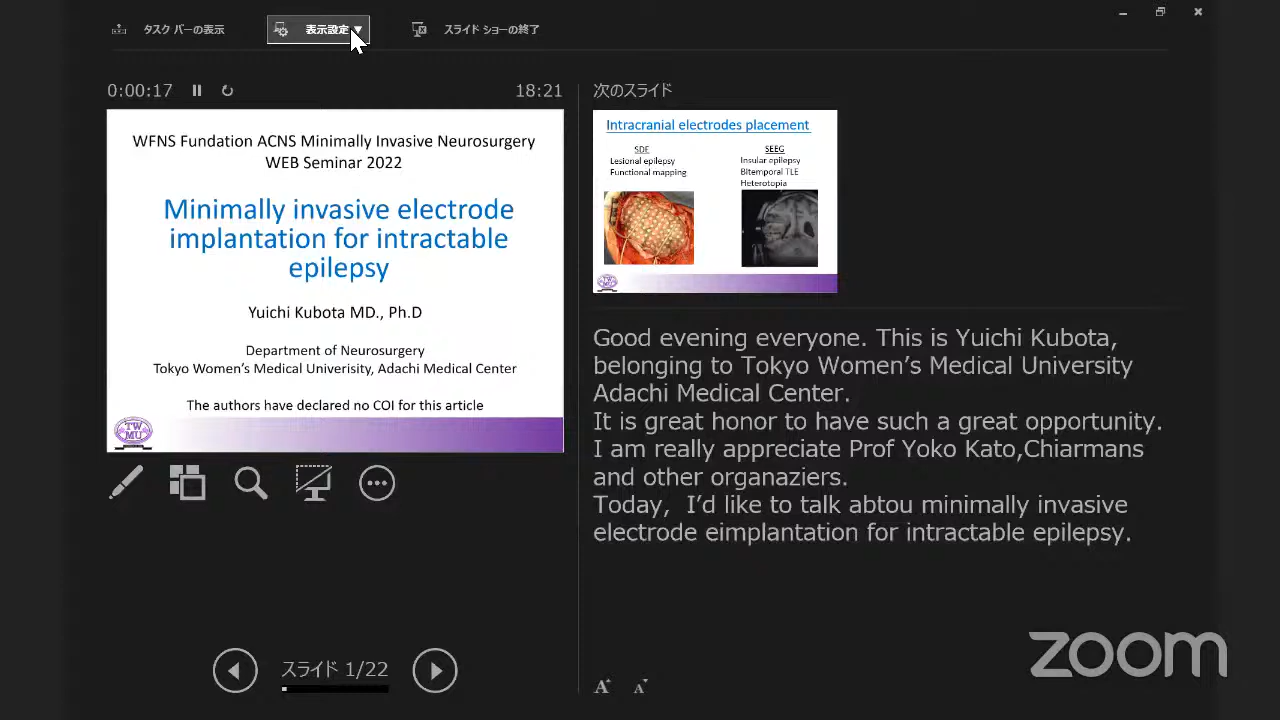 タスク バーの表示
表示設定 ▼
スライド ショーの終了
0:00:17
18:21
次のスライド
WFNS Fundation ACNS Minimally Invasive Neurosurgery
WEB Seminar 2022
Minimally invasive electrode
implantation for intractable
epilepsy
Yuichi Kubota MD., Ph.D
Department of Neurosurgery
Tokyo Women's Medical Univerisity, Adachi Medical Center
The authors have declared no COI for this article
TW
MU
Intracranial electrodes placement
SDE
Lesional epilepsy
Functional mapping
SEEG
Insular epilepsy
Bitemporal TLE
Heterotopia
Good evening everyone. This is Yuichi Kubota,
belonging to Tokyo Women's Medical University
Adachi Medical Center.
It is great honor to have such a great opportunity.
I am really appreciate Prof Yoko Kato,Chiarmans
and other organaziers.
Today,  I'd like to talk abtou minimally invasive
electrode eimplantation for intractable epilepsy.
スライド 1/22
A A
zoom